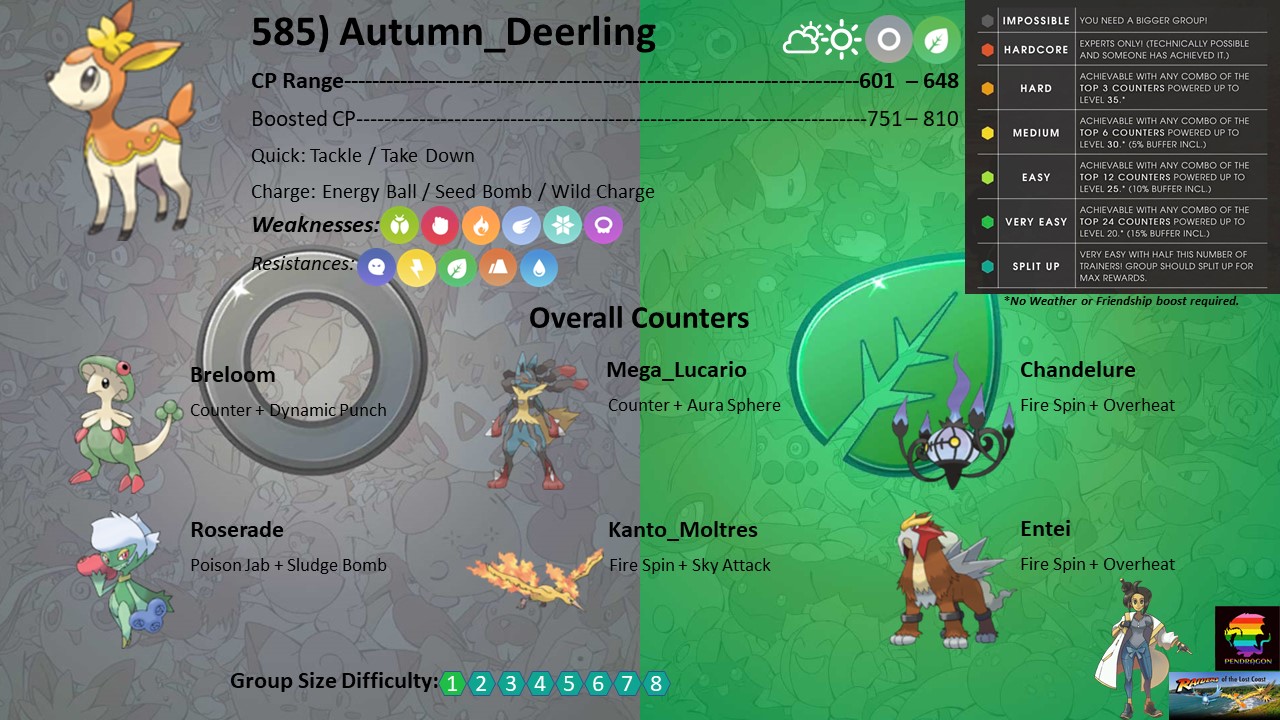 585) Autumn_Deerling
CP Range------------------------------------------------------------------------601 – 648
Boosted CP-----------------------------------------------------------------------751 – 810
Quick: Tackle / Take Down
Charge: Energy Ball / Seed Bomb / Wild Charge
Weaknesses:
Resistances:
IMPOSSIBLE YOU NEED A BIGGER GROUP!
HARDCORE EXPERTS ONLY! (TECHNICALLY POSSIBLE
AND SOMEONE HAS ACHIEVED IT.)
HARD ACHIEVABLE WITH ANY COMBO OF THE
TOP 3 COUNTERS POWERED UP TO
LEVEL 35.*
MEDIUM ACHIEVABLE WITH ANY COMBO OF THE
TOP 6 COUNTERS POWERED UP TO
LEVEL 30.* (5% BUFFER INCL.)
EASY ACHIEVABLE WITH ANY COMBO OF THE
TOP 12 COUNTERS POWERED UP TO
LEVEL 25.* (10% BUFFER INCL.)
VERY EASY ACHIEVABLE WITH ANY COMBO OF THE
TOP 24 COUNTERS POWERED UP TO
LEVEL 20.* (15% BUFFER INCL.)
SPLIT UP VERY EASY WITH HALF THIS NUMBER OF
TRAINERS! GROUP SHOULD SPLIT UP FOR
MAX REWARDS.
*No Weather or Friendship boost required.
Overall Counters
Breloom
Counter + Dynamic Punch
Mega_Lucario
Counter + Aura Sphere
Chandelure
Fire Spin + Overheat
Roserade
Poison Jab + Sludge Bomb
Kanto_Moltres
Fire Spin + Sky Attack
Entei
Fire Spin + Overheat
Group Size Difficulty: 1 2 3 4 5 6 7 8
PENDRAGON
RAIDERS of the Lost Coast